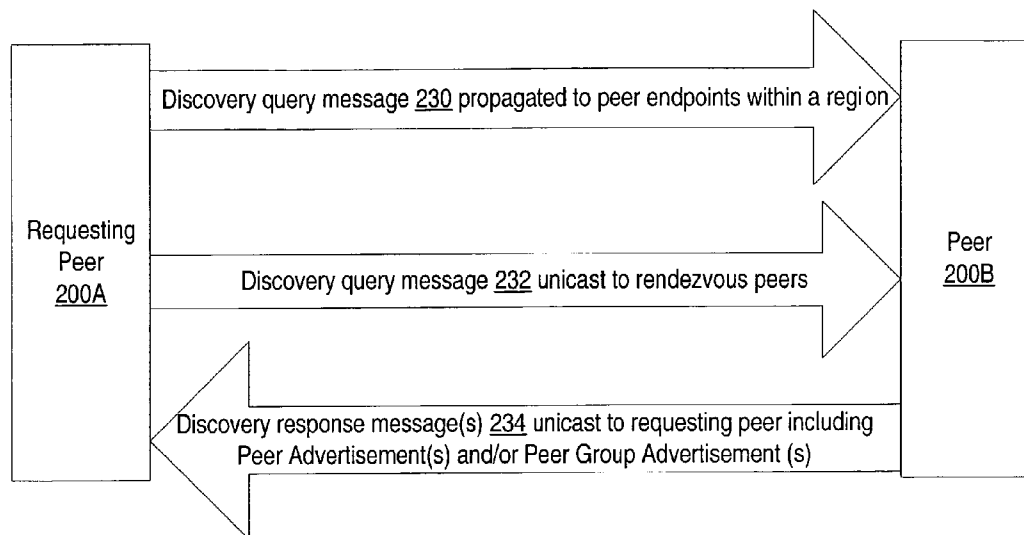 Discovery query message 230 propagated to peer endpoints within a region
Requesting
Peer
200A
Discovery query message 232 unicast to rendezvous peers
Peer
200B
Discovery response message(s) 234 unicast to requesting peer including
Peer Advertisement(s) and/or Peer Group Advertisement (s)